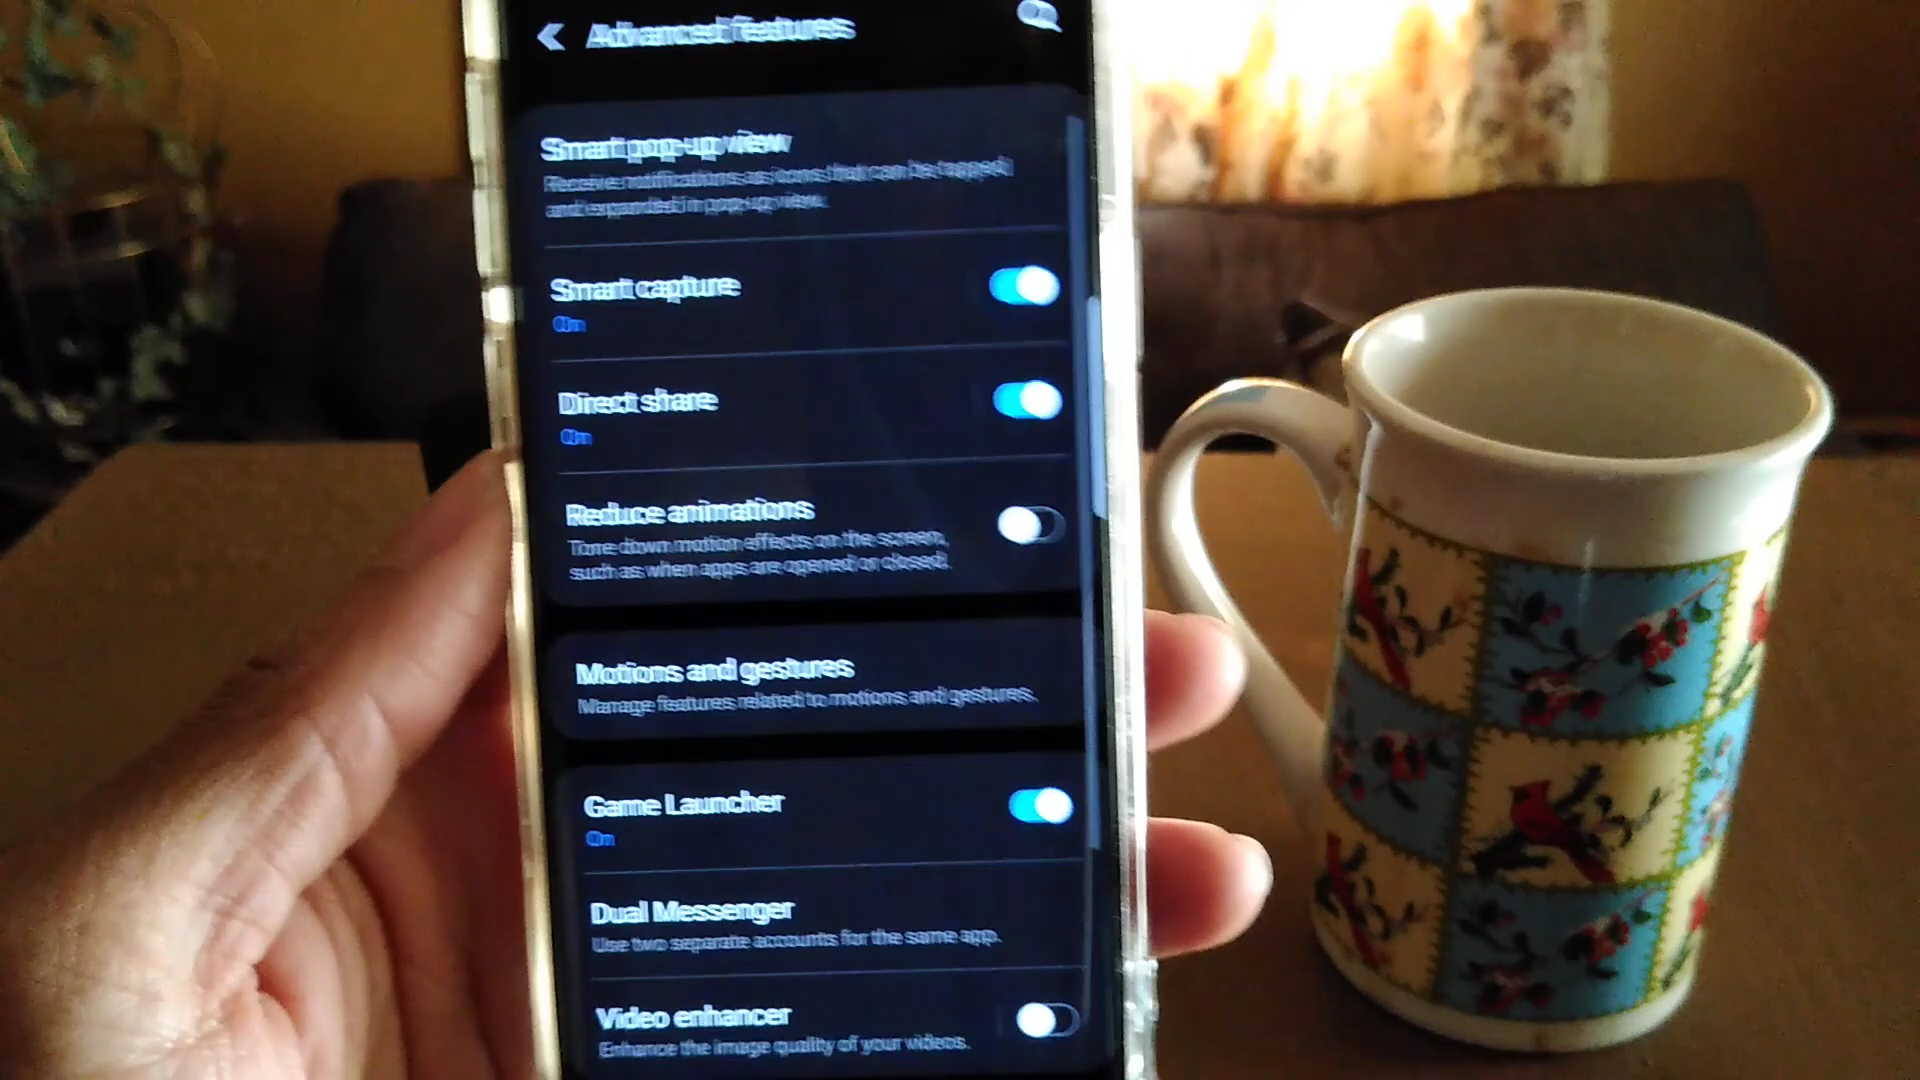 Advanced features
Smart pop-up view
Receive notifications as icons that can be tapped
and expanded in pop-up view.
Smart capture
On
Direct share
On
Reduce animations
Tone down motion effects on the screen,
such as when apps are opened or closed.
Motions and gestures
Manage features related to motions and gestures.
Game Launcher
On
Dual Messenger
Use two separate accounts for the same app.
Video enhancer
Enhance the image quality of your videos.